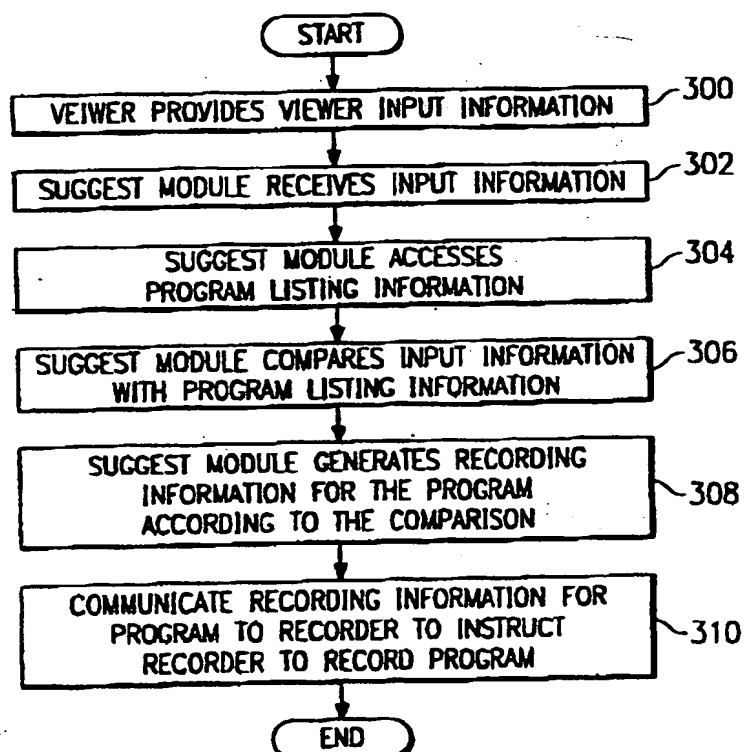 START
VEIWER PROVIDES VIEWER INPUT INFORMATION
300
SUGGEST MODULE RECEIVES INPUT INFORMATION
302
SUGGEST MODULE ACCESSES
PROGRAM LISTING INFORMATION
304
SUGGEST MODULE COMPARES INPUT INFORMATION
WITH PROGRAM LISTING INFORMATION
306
SUGGEST MODULE GENERATES RECORDING
INFORMATION FOR THE PROGRAM
ACCORDING TO THE COMPARISON
308
COMMUNICATE RECORDING INFORMATION FOR
PROGRAM TO RECORDER TO INSTRUCT
RECORDER TO RECORD PROGRAM
310
END